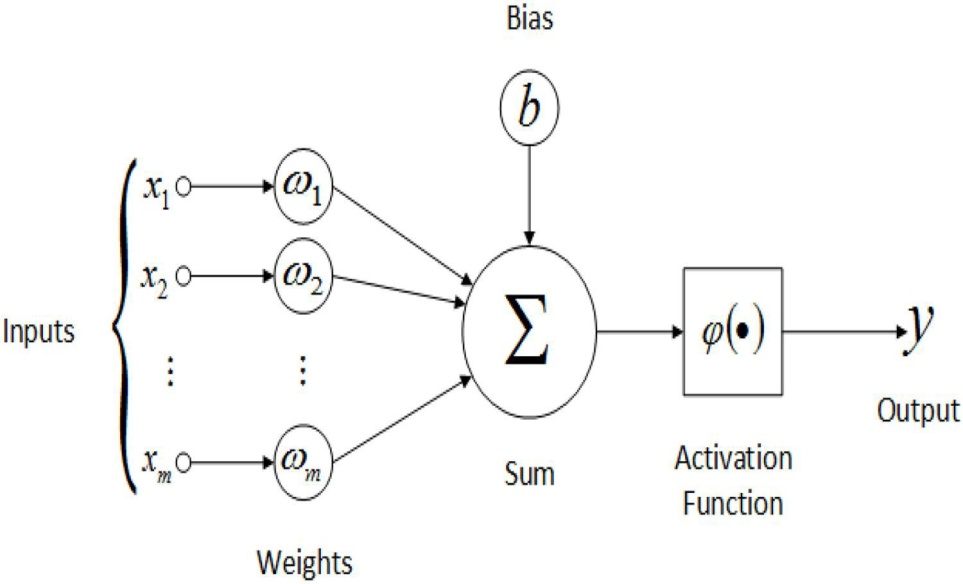 Bias
b
x₁ ω₁
x₂ ω₂
Inputs
⋮ ⋮
Σ φ(•) y
Output
xₘ ωₘ
Sum
Activation
Function
Weights